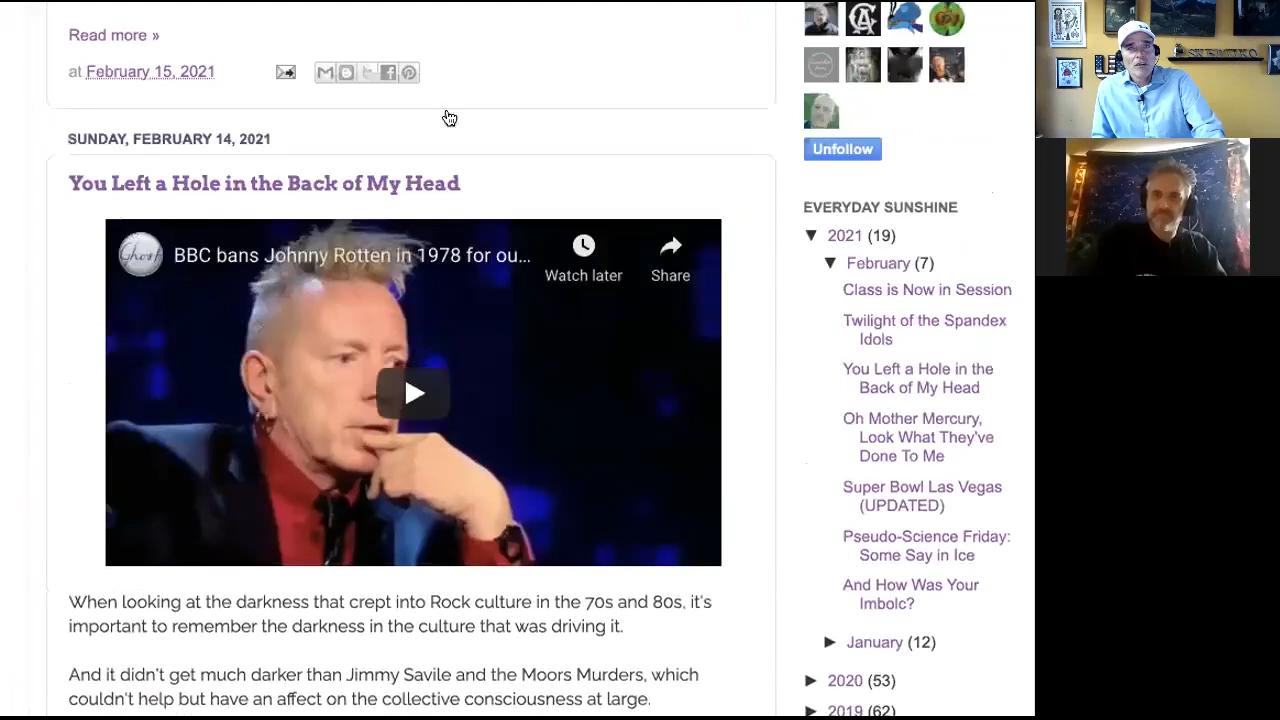 Read more »
at February 15, 2021
SUNDAY, FEBRUARY 14, 2021
You Left a Hole in the Back of My Head
Ghost
BBC bans Johnny Rotten in 1978 for ou...
Watch later
Share
When looking at the darkness that crept into Rock culture in the 70s and 80s, it's
important to remember the darkness in the culture that was driving it.
And it didn't get much darker than Jimmy Savile and the Moors Murders, which
couldn't help but have an affect on the collective consciousness at large.
Unfollow
EVERYDAY SUNSHINE
▼ 2021 (19)
▼ February (7)
Class is Now in Session
Twilight of the Spandex
Idols
You Left a Hole in the
Back of My Head
Oh Mother Mercury,
Look What They've
Done To Me
Super Bowl Las Vegas
(UPDATED)
Pseudo-Science Friday:
Some Say in Ice
And How Was Your
Imbolc?
► January (12)
► 2020 (53)
► 2019 (62)